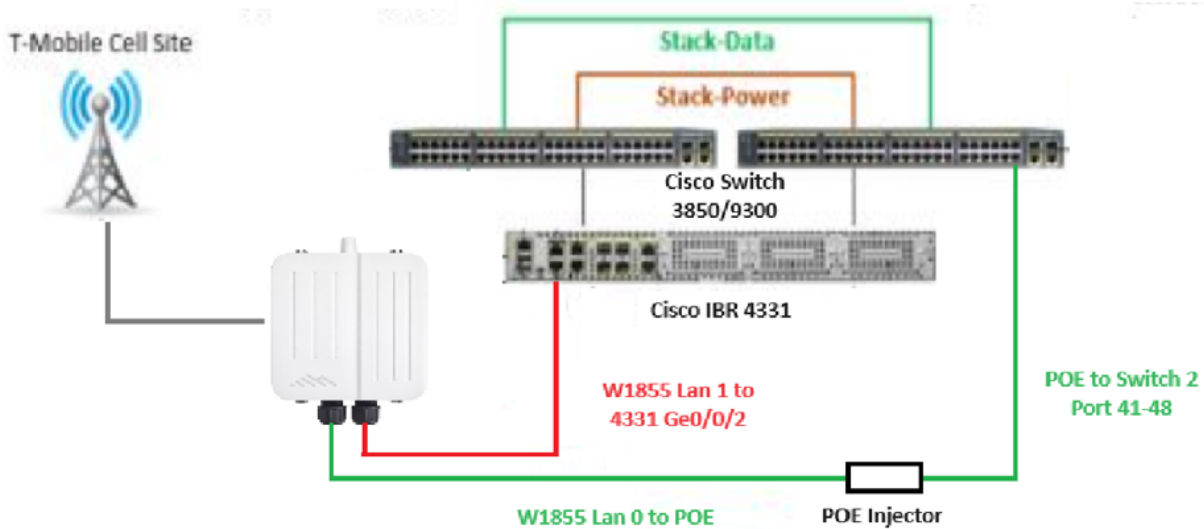 T-Mobile Cell Site
Stack-Data
Stack-Power
Cisco Switch
3850/9300
Cisco IBR 4331
W1855 Lan 1 to
4331 Ge0/0/2
POE to Switch 2
Port 41-48
W1855 Lan 0 to POE
POE Injector